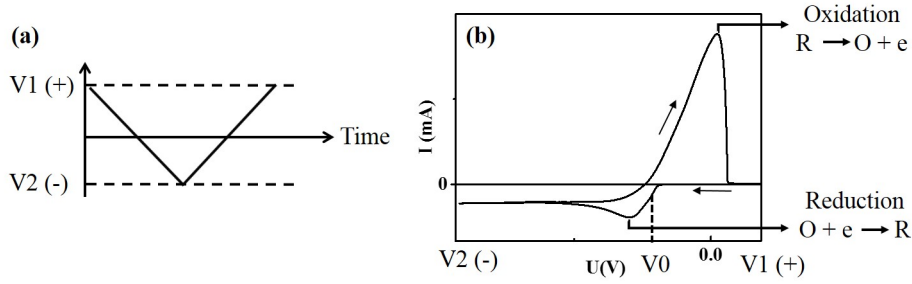 (a)
V1 (+)
Time
V2 (-)
(b)
I (mA)
0
Oxidation
R → O + e
Reduction
O + e → R
V2 (-)
U(V)
V0
0.0
V1 (+)